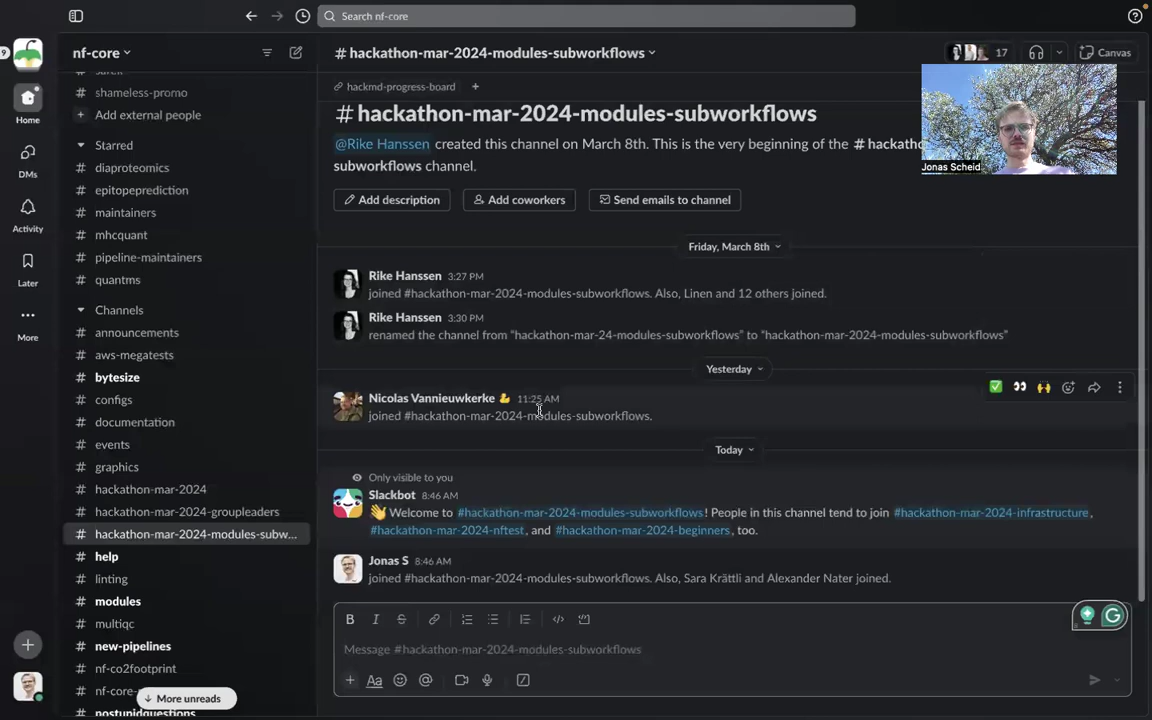 Search nf-core
9
nf-core
# hackathon-mar-2024-modules-subworkflows
17
Canvas
Home
DMs
Activity
Later
More
# sarek
# shameless-promo
+ Add external people
Starred
# diaproteomics
# epitopeprediction
# maintainers
# mhcquant
# pipeline-maintainers
# quantms
Channels
# announcements
# aws-megatests
# bytesize
# configs
# documentation
# events
# graphics
# hackathon-mar-2024
# hackathon-mar-2024-groupleaders
# hackathon-mar-2024-modules-subw...
# help
# linting
# modules
# multiqc
# new-pipelines
# nf-co2footprint
# nf-core-
↓ More unreads
# postunidquestions
hackmd-progress-board +
# hackathon-mar-2024-modules-subworkflows
@Rike Hanssen created this channel on March 8th. This is the very beginning of the # hackatho
subworkflows channel.
Jonas Scheid
Add description
Add coworkers
Send emails to channel
Friday, March 8th
Rike Hanssen 3:27 PM
joined #hackathon-mar-2024-modules-subworkflows. Also, Linen and 12 others joined.
Rike Hanssen 3:30 PM
renamed the channel from “hackathon-mar-24-modules-subworkflows” to “hackathon-mar-2024-modules-subworkflows”
Yesterday
Nicolas Vannieuwkerke 11:25 AM
joined #hackathon-mar-2024-modules-subworkflows.
Today
Only visible to you
Slackbot 8:46 AM
Welcome to #hackathon-mar-2024-modules-subworkflows! People in this channel tend to join #hackathon-mar-2024-infrastructure,
#hackathon-mar-2024-nftest, and #hackathon-mar-2024-beginners, too.
Jonas S 8:46 AM
joined #hackathon-mar-2024-modules-subworkflows. Also, Sara Krättli and Alexander Nater joined.
B I S
Message #hackathon-mar-2024-modules-subworkflows
+ Aa